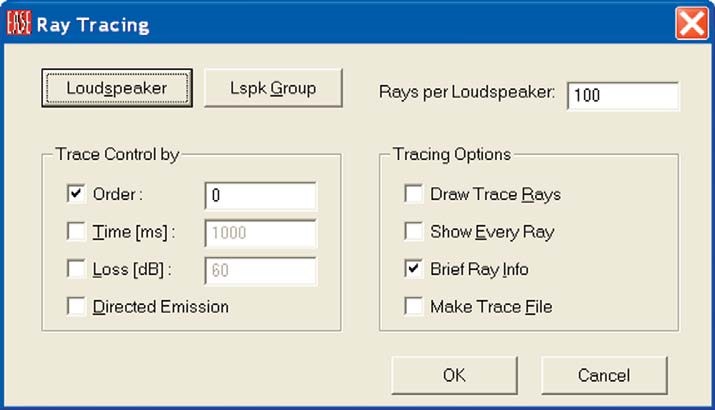 EASE Ray Tracing
Loudspeaker Lspk Group Rays per Loudspeaker: 100
Trace Control by
Order : 0
Time [ms] : 1000
Loss [dB] : 60
Directed Emission
Tracing Options
Draw Trace Rays
Show Every Ray
Brief Ray Info
Make Trace File
OK Cancel